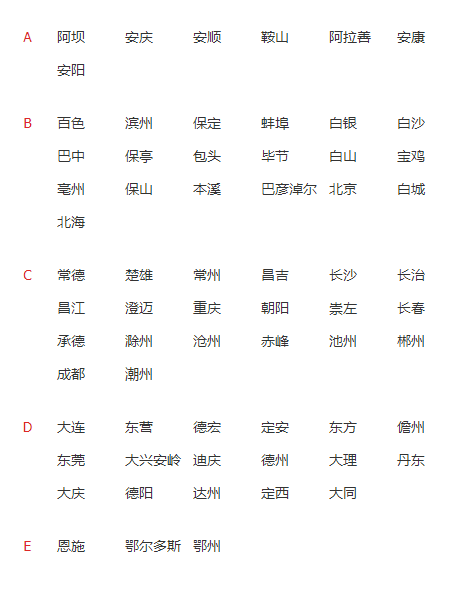 A 阿坝 安庆 安顺 鞍山 阿拉善 安康
安阳
B 百色 滨州 保定 蚌埠 白银 白沙
巴中 保亭 包头 毕节 白山 宝鸡
亳州 保山 本溪 巴彦淖尔 北京 白城
北海
C 常德 楚雄 常州 昌吉 长沙 长治
昌江 澄迈 重庆 朝阳 崇左 长春
承德 滁州 沧州 赤峰 池州 郴州
成都 潮州
D 大连 东营 德宏 定安 东方 儋州
东莞 大兴安岭 迪庆 德州 大理 丹东
大庆 德阳 达州 定西 大同
E 恩施 鄂尔多斯 鄂州